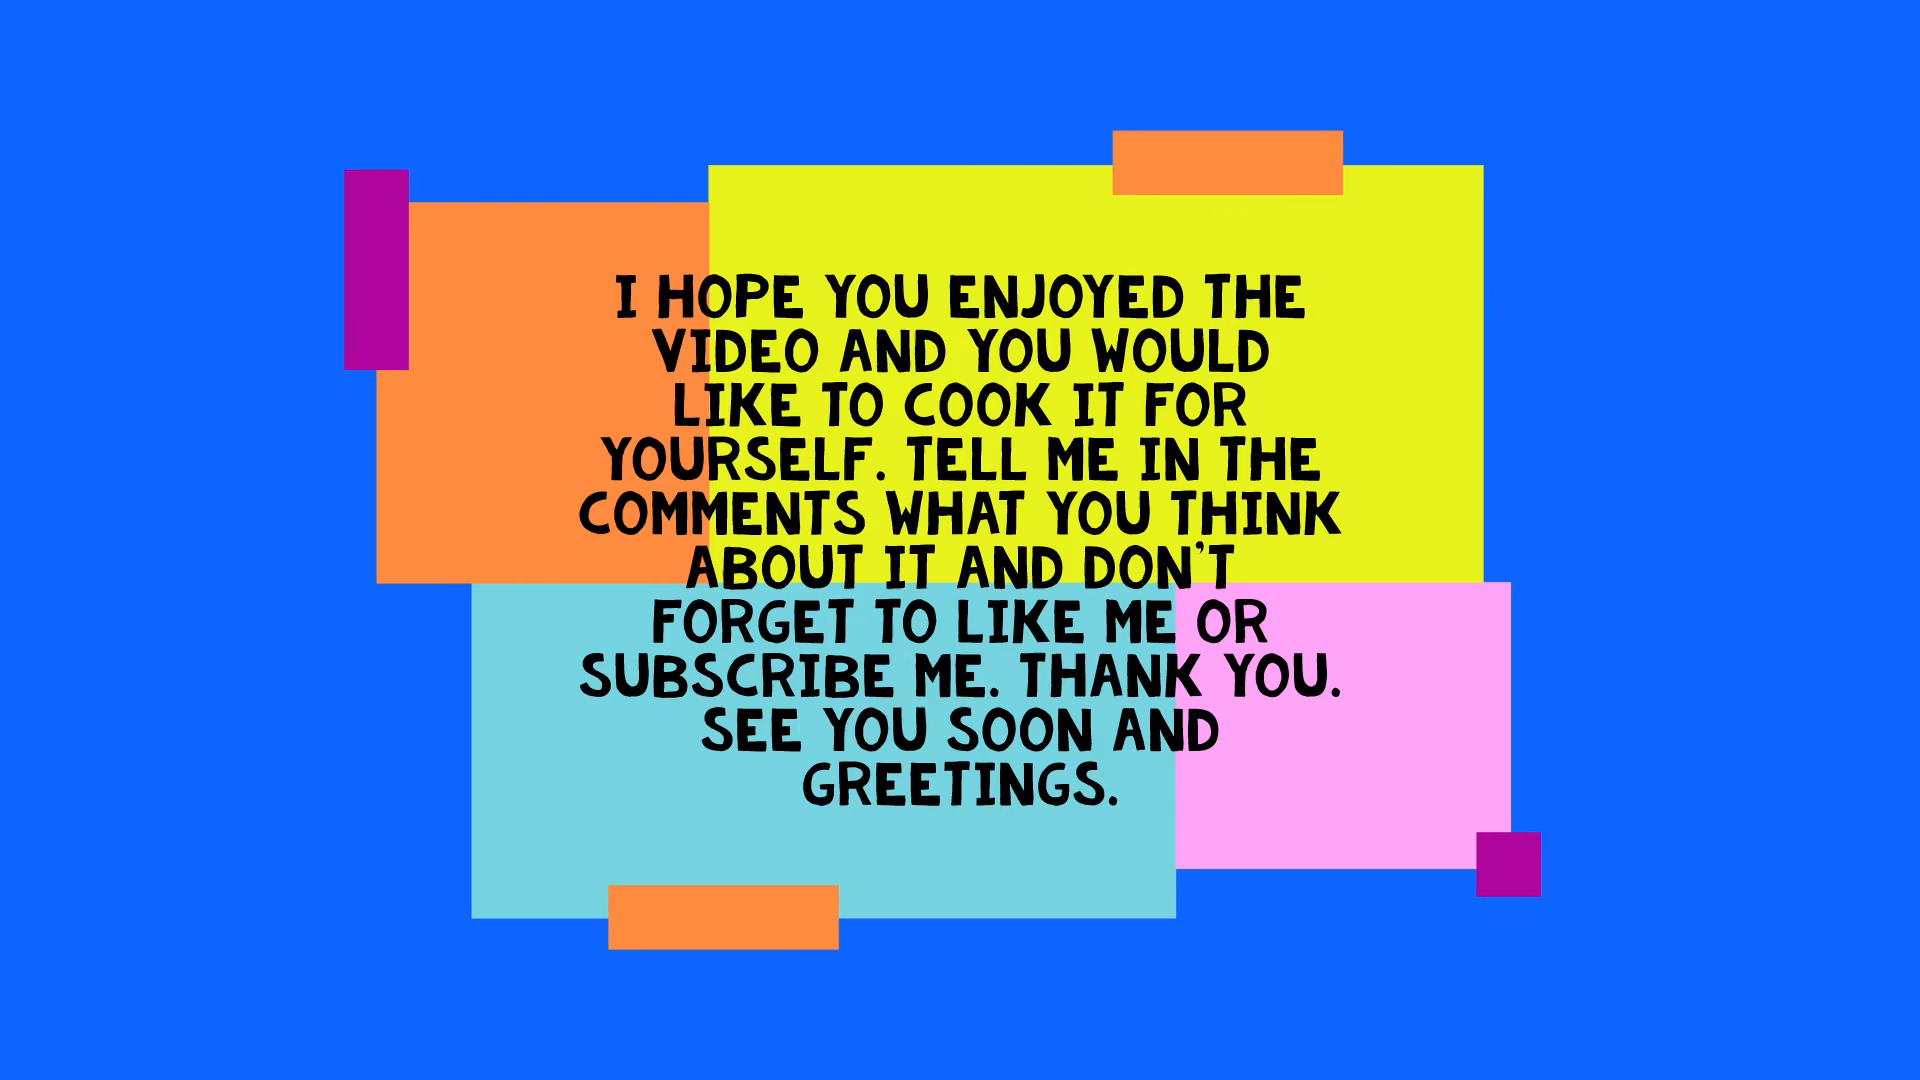 I HOPE YOU ENJOYED THE
VIDEO AND YOU WOULD
LIKE TO COOK IT FOR
YOURSELF. TELL ME IN THE
COMMENTS WHAT YOU THINK
ABOUT IT AND DON'T
FORGET TO LIKE ME OR
SUBSCRIBE ME. THANK YOU.
SEE YOU SOON AND
GREETINGS.